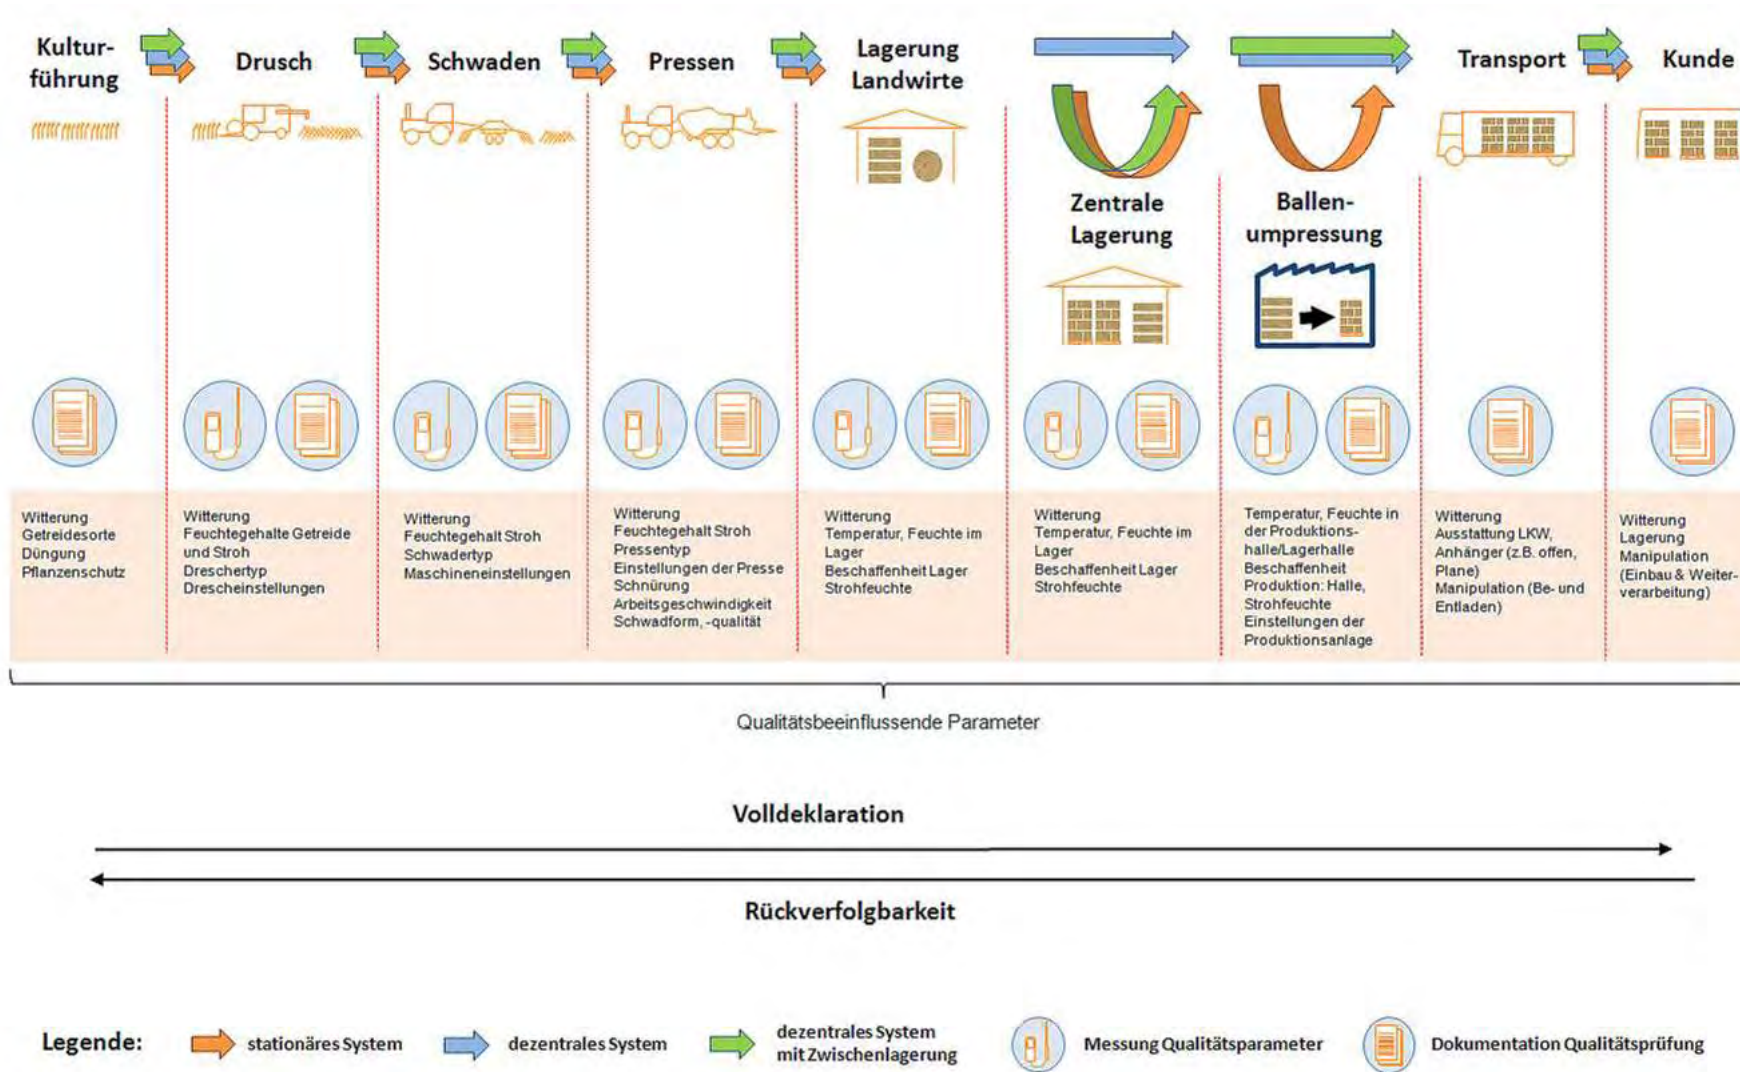 Kultur-
führung
Drusch
Schwaden
Pressen
Lagerung
Landwirte
Transport
Kunde
Zentrale
Lagerung
Ballen-
umpressung
Witterung
Getreidesorte
Düngung
Pflanzenschutz
Witterung
Feuchtegehalte Getreide
und Stroh
Dreschertyp
Drescheinstellungen
Witterung
Feuchtegehalt Stroh
Schwadertyp
Maschineneinstellungen
Witterung
Feuchtegehalt Stroh
Pressentyp
Einstellungen der Presse
Schnürung
Arbeitsgeschwindigkeit
Schwadform, -qualität
Witterung
Temperatur, Feuchte im
Lager
Beschaffenheit Lager
Strohfeuchte
Witterung
Temperatur, Feuchte im
Lager
Beschaffenheit Lager
Strohfeuchte
Temperatur, Feuchte in
der Produktions-
halle/Lagerhalle
Beschaffenheit
Produktion: Halle,
Strohfeuchte
Einstellungen der
Produktionsanlage
Witterung
Ausstattung LKW,
Anhänger (z.B. offen,
Plane)
Manipulation (Be- und
Entladen)
Witterung
Lagerung
Manipulation
(Einbau & Weiter-
verarbeitung)
Qualitätsbeeinflussende Parameter
Volldeklaration
Rückverfolgbarkeit
Legende:
stationäres System
dezentrales System
dezentrales System
mit Zwischenlagerung
Messung Qualitätsparameter
Dokumentation Qualitätsprüfung